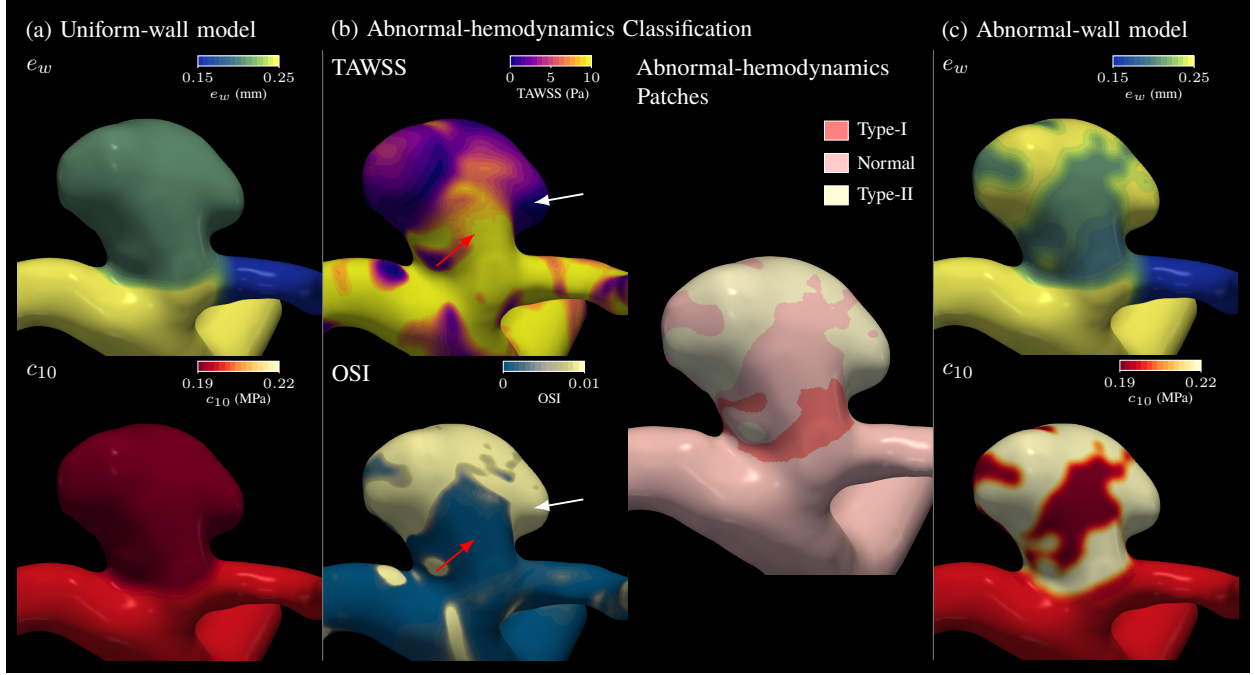 (a) Uniform-wall model
e_w
0.15 0.25
e_w (mm)
c_10
0.19 0.22
c_10 (MPa)
(b) Abnormal-hemodynamics Classification
TAWSS
0 5 10
TAWSS (Pa)
OSI
0 0.01
OSI
Abnormal-hemodynamics
Patches
Type-I
Normal
Type-II
(c) Abnormal-wall model
e_w
0.15 0.25
e_w (mm)
c_10
0.19 0.22
c_10 (MPa)